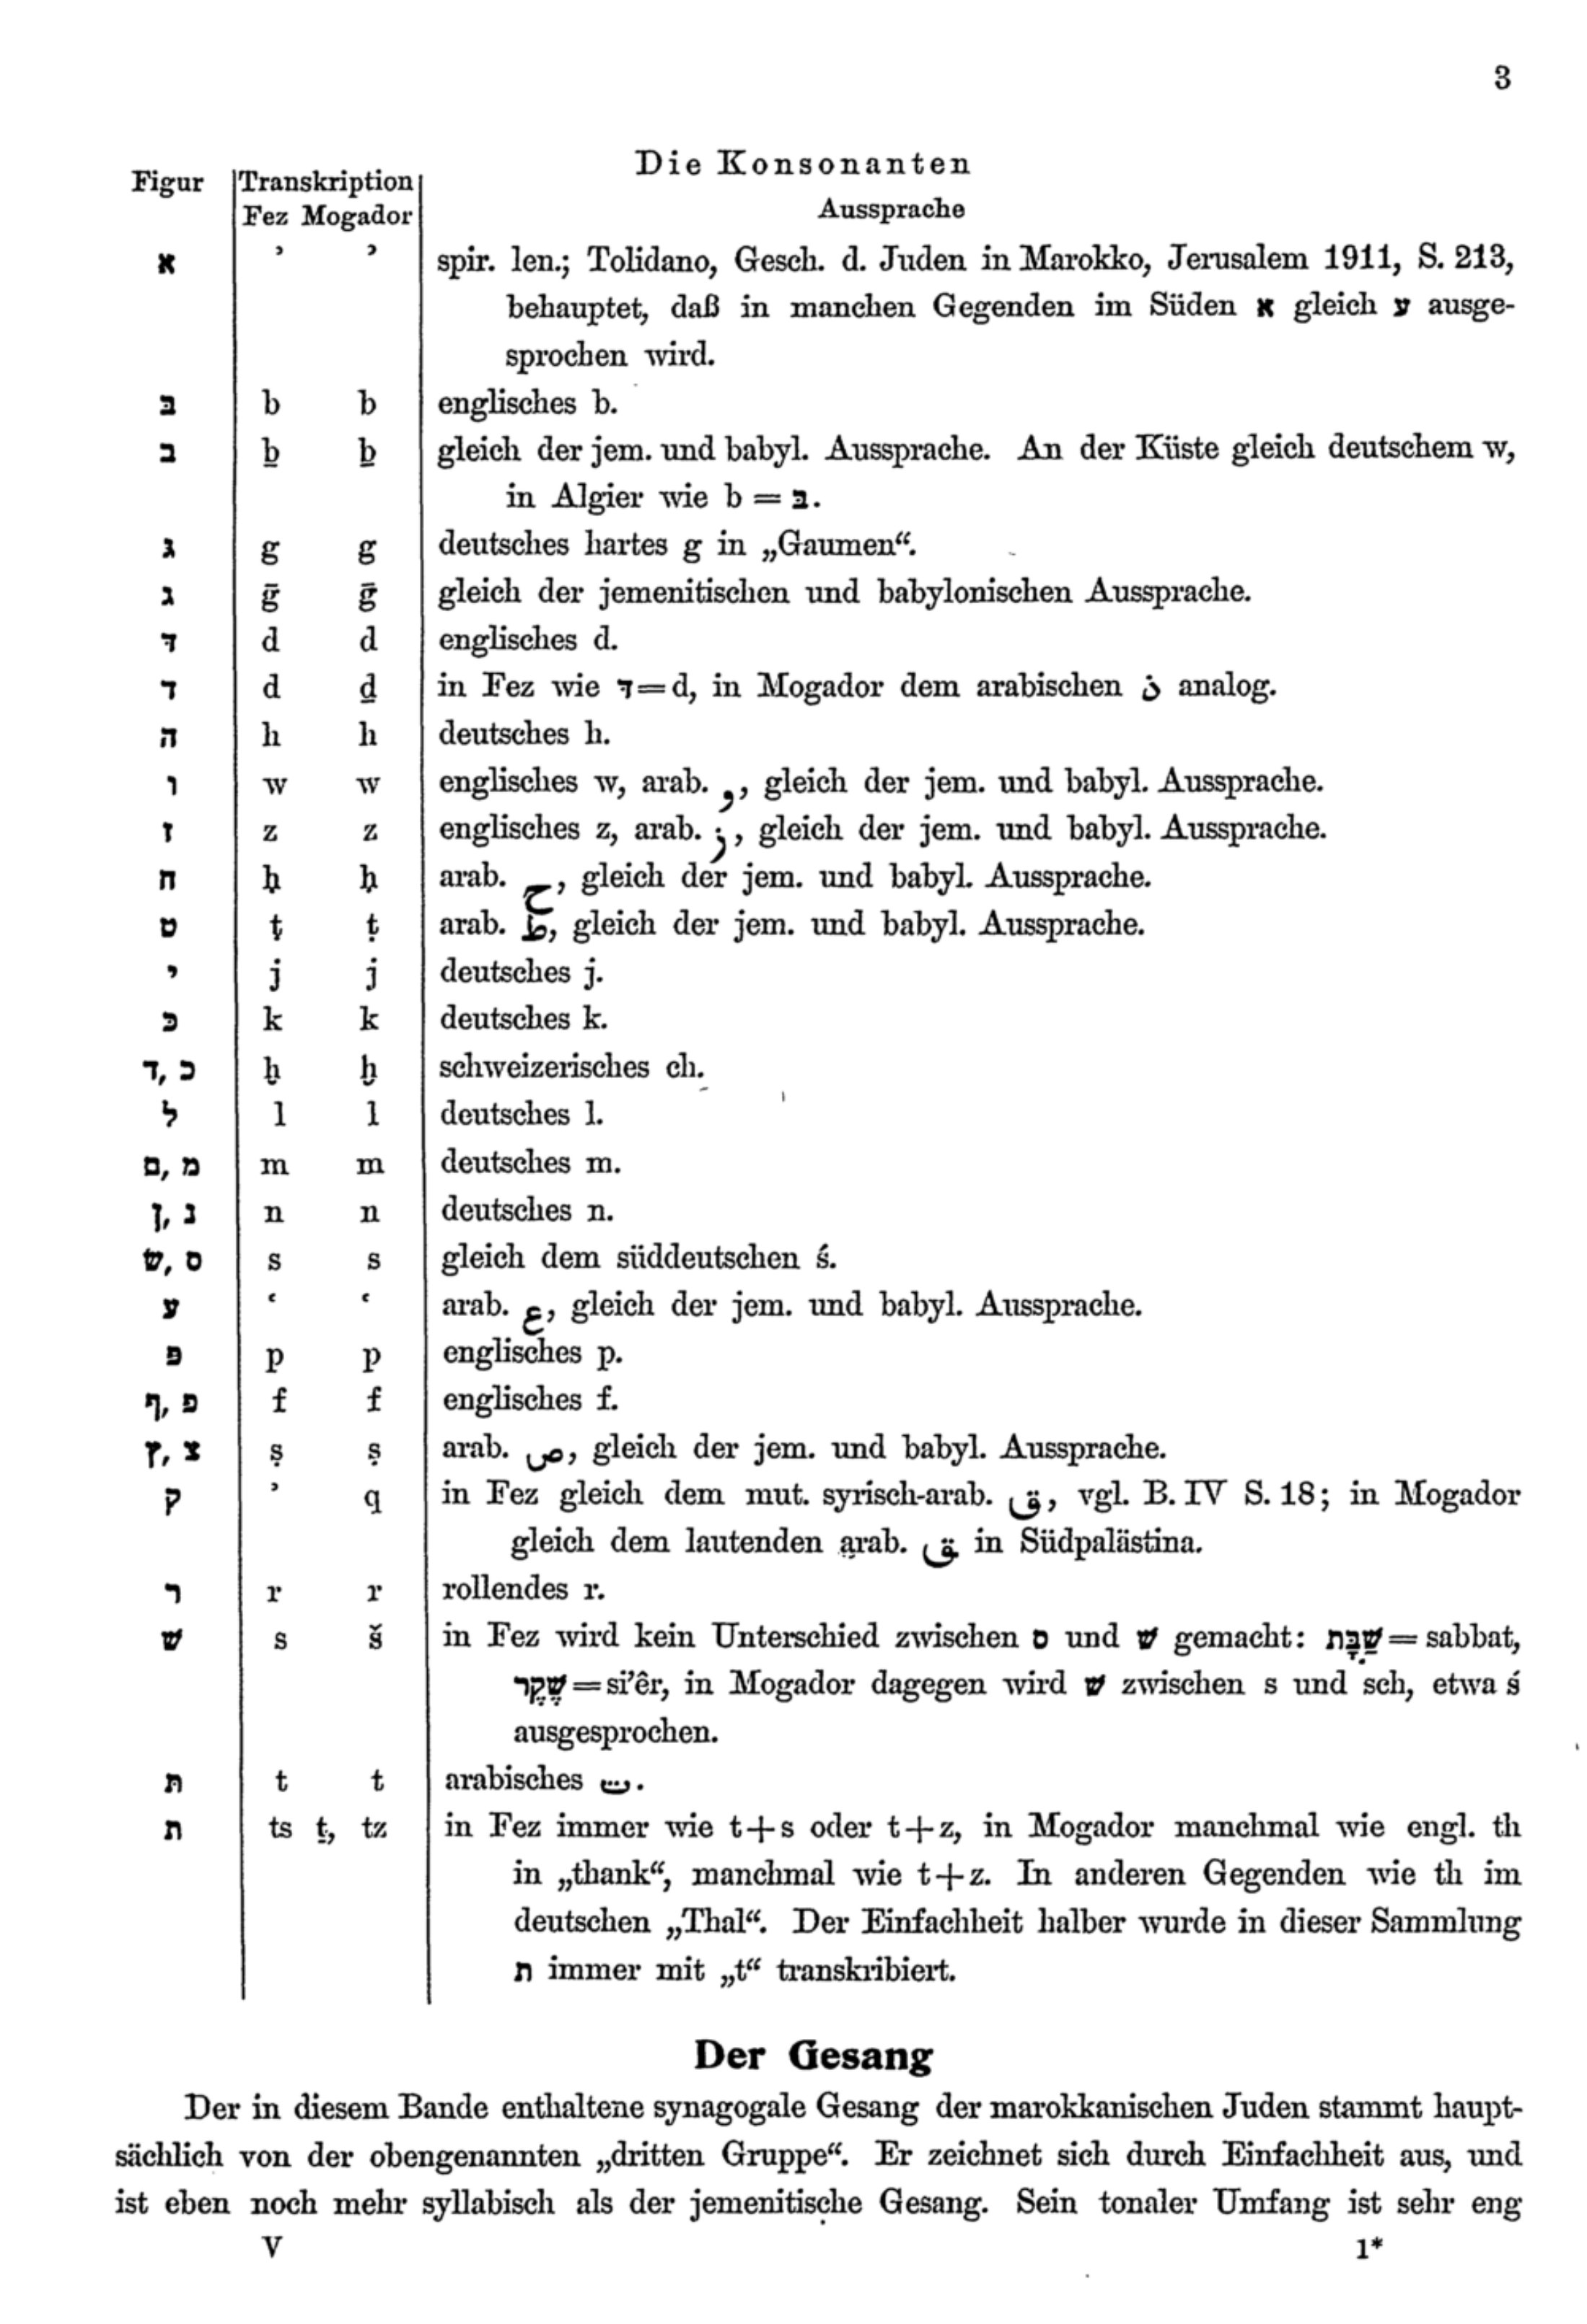 3
Die Konsonanten
Figur Transkription
Fez Mogador Aussprache
א ʾ ʾ spir. len.; Tolidano, Gesch. d. Juden in Marokko, Jerusalem 1911, S. 213,
behauptet, daß in manchen Gegenden im Süden א gleich ע ausge-
sprochen wird.
בּ b b englisches b.
ב ḇ ḇ gleich der jem. und babyl. Aussprache. An der Küste gleich deutschem w,
in Algier wie b = בּ.
גּ g g deutsches hartes g in „Gaumen“.
ג ḡ ḡ gleich der jemenitischen und babylonischen Aussprache.
דּ d d englisches d.
ד d ḏ in Fez wie דּ = d, in Mogador dem arabischen ذ analog.
ה h h deutsches h.
ו w w englisches w, arab. و, gleich der jem. und babyl. Aussprache.
ז z z englisches z, arab. ز, gleich der jem. und babyl. Aussprache.
ח ḥ ḥ arab. ح, gleich der jem. und babyl. Aussprache.
ט ṭ ṭ arab. ط, gleich der jem. und babyl. Aussprache.
י j j deutsches j.
כּ k k deutsches k.
כ, ך ḫ ḫ schweizerisches ch.
ל l l deutsches l.
מ, ם m m deutsches m.
נ, ן n n deutsches n.
ס, שׂ s s gleich dem süddeutschen ś.
ע ʿ ʿ arab. ع, gleich der jem. und babyl. Aussprache.
פּ p p englisches p.
פ, ף f f englisches f.
צ, ץ ṣ ṣ arab. ص, gleich der jem. und babyl. Aussprache.
ק ʾ q in Fez gleich dem mut. syrisch-arab. ق, vgl. B. IV S. 18; in Mogador
gleich dem lautenden arab. ق in Südpalästina.
ר r r rollendes r.
שׁ s š in Fez wird kein Unterschied zwischen ס und שׁ gemacht: שַׁבָּת = sabbat,
שֶׁקֶר = si’êr, in Mogador dagegen wird שׁ zwischen s und sch, etwa ś
ausgesprochen.
תּ t t arabisches ت.
ת ts ṯ, tz in Fez immer wie t+s oder t+z, in Mogador manchmal wie engl. th
in „thank“, manchmal wie t+z. In anderen Gegenden wie th im
deutschen „Thal“. Der Einfachheit halber wurde in dieser Sammlung
ת immer mit „t“ transkribiert.
Der Gesang
Der in diesem Bande enthaltene synagogale Gesang der marokkanischen Juden stammt haupt-
sächlich von der obengenannten „dritten Gruppe“. Er zeichnet sich durch Einfachheit aus, und
ist eben noch mehr syllabisch als der jemenitische Gesang. Sein tonaler Umfang ist sehr eng
V 1*